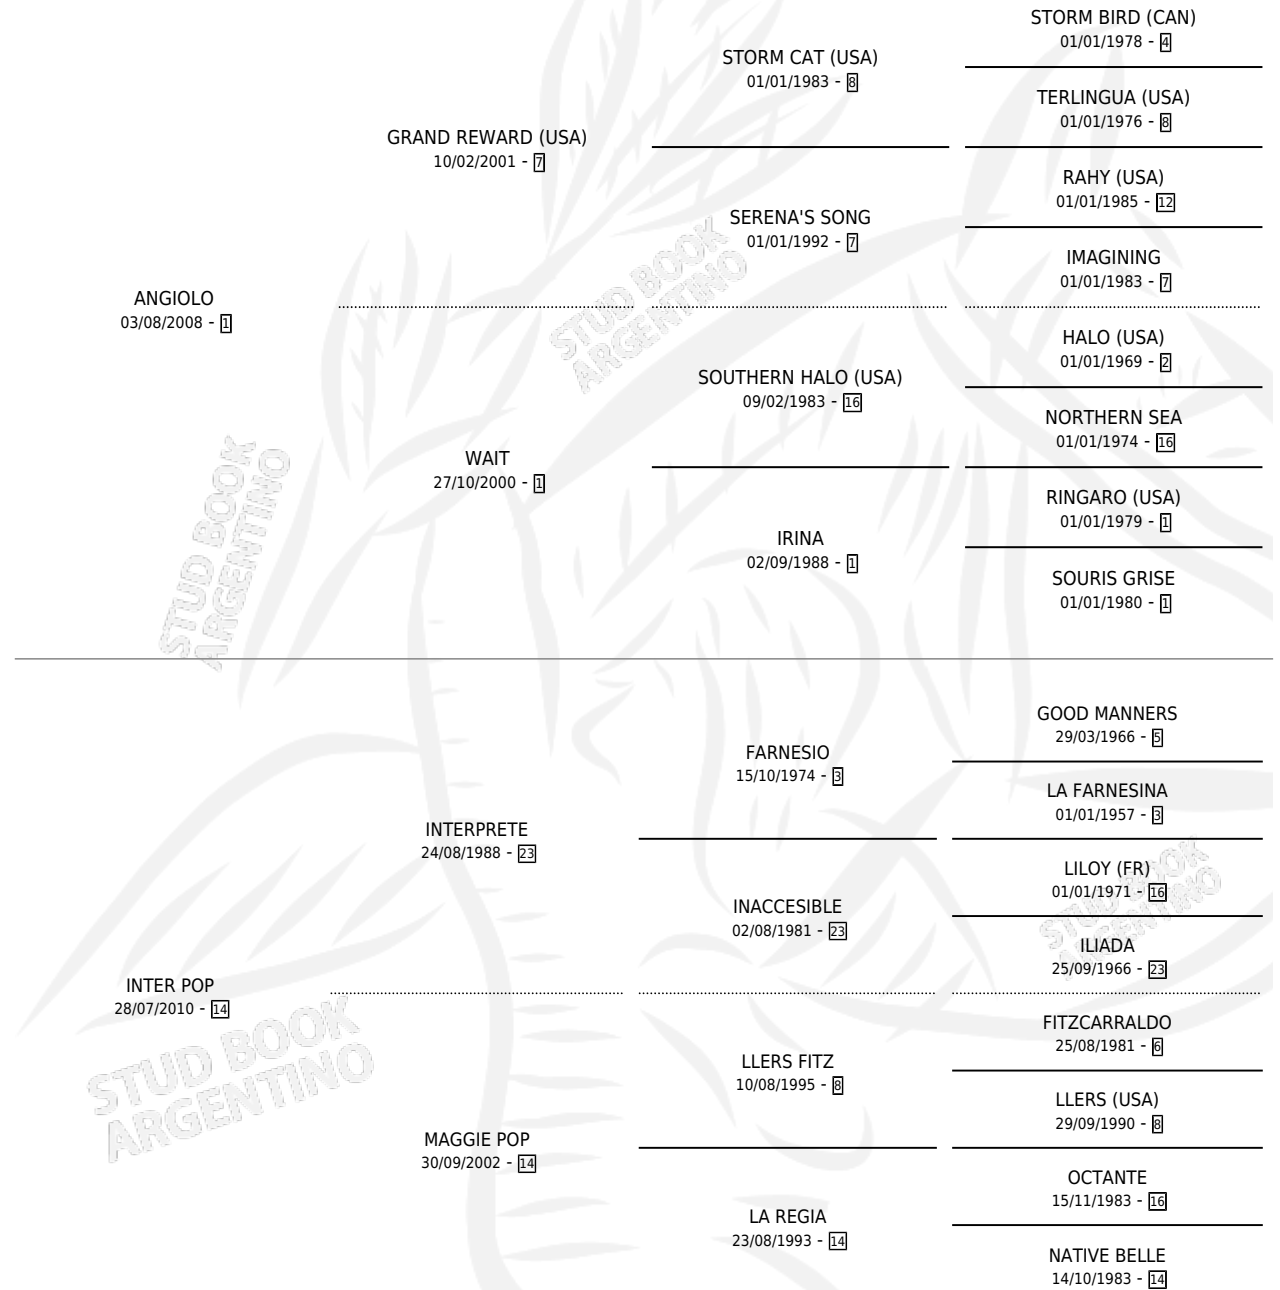 STORM BIRD (CAN)
01/01/1978 - 4
STORM CAT (USA)
01/01/1983 - 8
TERLINGUA (USA)
01/01/1976 - 8
GRAND REWARD (USA)
10/02/2001 - 7
RAHY (USA)
01/01/1985 - 12
SERENA'S SONG
01/01/1992 - 7
IMAGINING
01/01/1983 - 7
ANGIOLO
03/08/2008 - 1
HALO (USA)
01/01/1969 - 2
SOUTHERN HALO (USA)
09/02/1983 - 16
NORTHERN SEA
01/01/1974 - 16
WAIT
27/10/2000 - 1
RINGARO (USA)
01/01/1979 - 1
IRINA
02/09/1988 - 1
SOURIS GRISE
01/01/1980 - 1
GOOD MANNERS
29/03/1966 - 5
FARNESIO
15/10/1974 - 3
LA FARNESINA
01/01/1957 - 3
INTERPRETE
24/08/1988 - 23
LILOY (FR)
01/01/1971 - 16
INACCESIBLE
02/08/1981 - 23
ILIADA
25/09/1966 - 23
INTER POP
28/07/2010 - 14
FITZCARRALDO
25/08/1981 - 6
LLERS FITZ
10/08/1995 - 8
LLERS (USA)
29/09/1990 - 8
MAGGIE POP
30/09/2002 - 14
OCTANTE
15/11/1983 - 16
LA REGIA
23/08/1993 - 14
NATIVE BELLE
14/10/1983 - 14
STUD BOOK
ARGENTINO
STUD BOOK
ARGENTINO
STUD BOOK
ARGENTINO
STUD BOOK
ARGENTINO